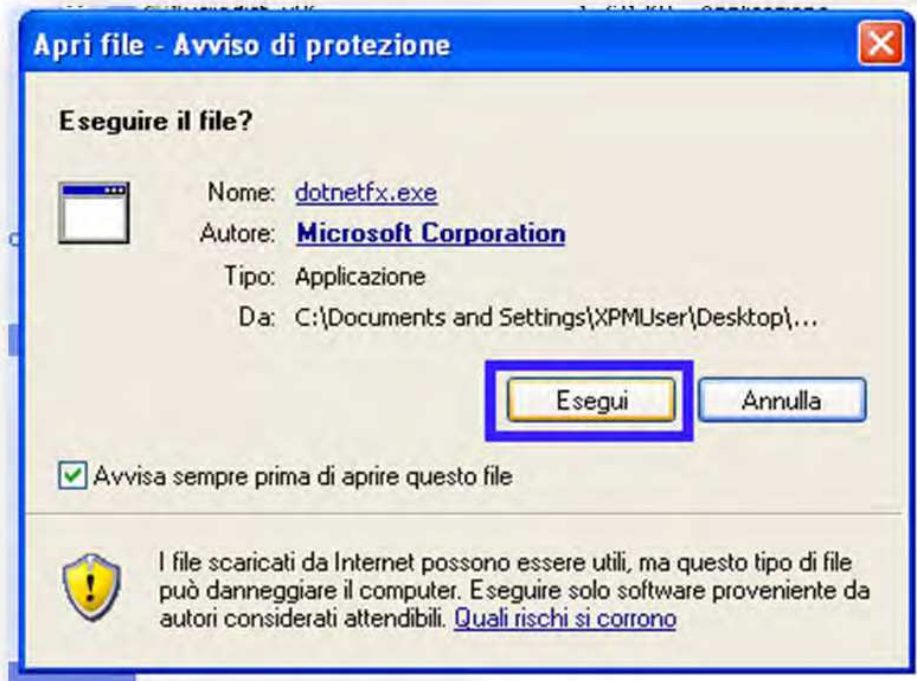 Apri file - Avviso di protezione
Eseguire il file?
Nome: dotnetfx.exe
Autore: Microsoft Corporation
Tipo: Applicazione
Da: C:\Documents and Settings\XPMUser\Desktop\...
Esegui Annulla
Avvisa sempre prima di aprire questo file
I file scaricati da Internet possono essere utili, ma questo tipo di file
può danneggiare il computer. Eseguire solo software proveniente da
autori considerati attendibili. Quali rischi si corrono